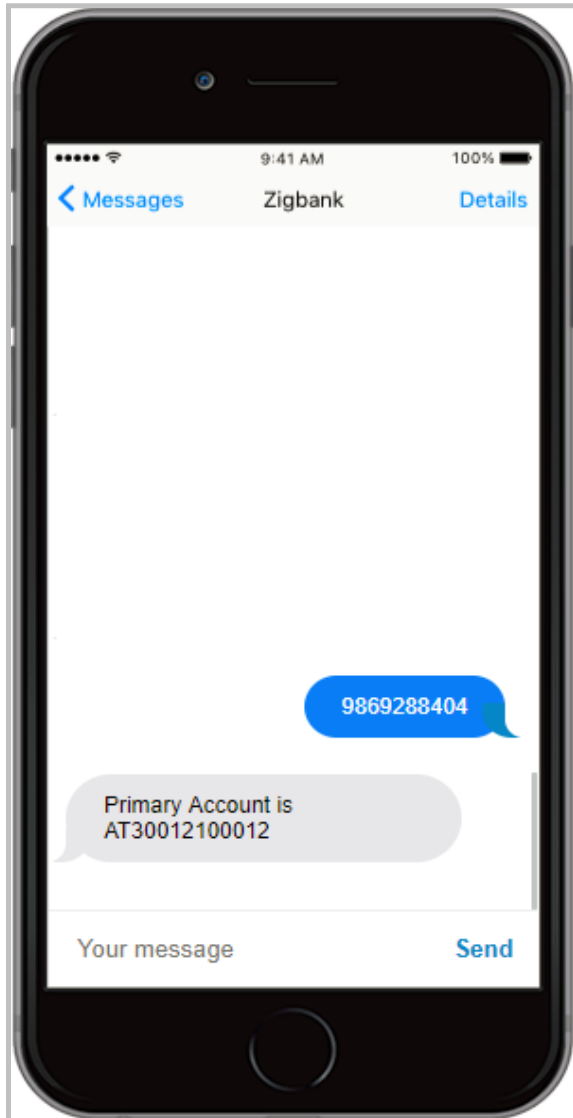 9:41 AM 100%
Messages Zigbank Details
9869288404
Primary Account is
AT30012100012
Your message Send